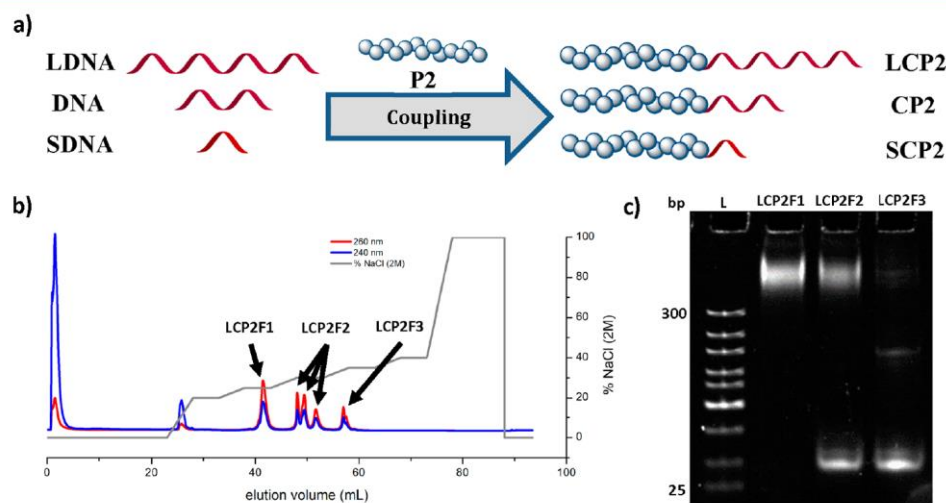 a)
LDNA
DNA
SDNA
P2
Coupling
LCP2
CP2
SCP2
b)
260 nm
240 nm
% NaCl (2M)
LCP2F1
LCP2F2
LCP2F3
100
80
60
40
20
0
% NaCl (2M)
0 20 40 60 80 100
elution volume (mL)
c)
bp L LCP2F1 LCP2F2 LCP2F3
300
25